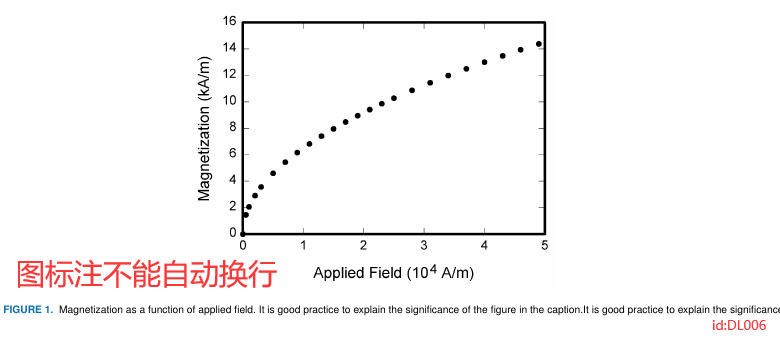 16
14
12
10
8
6
4
2
0
Magnetization (kA/m)
0 1 2 3 4 5
Applied Field (10⁴ A/m)
图标注不能自动换行
FIGURE 1. Magnetization as a function of applied field. It is good practice to explain the significance of the figure in the caption.It is good practice to explain the significance
id:DL006